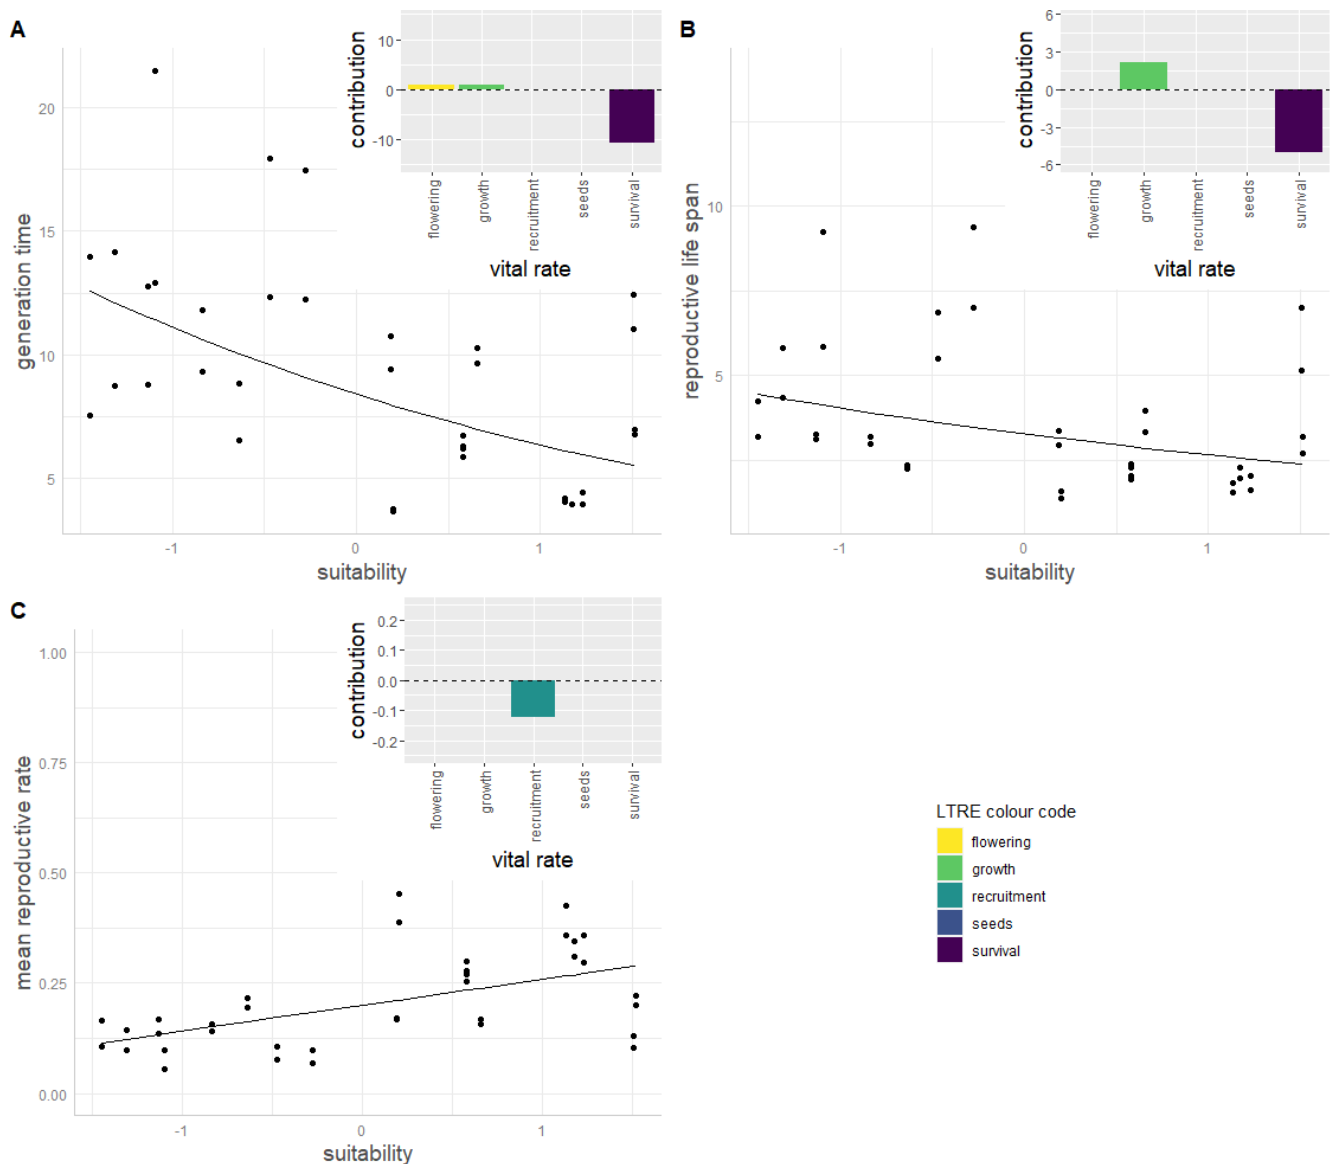 A
generation time
20
15
10
5
-1
0
1
suitability
contribution
10
0
-10
flowering
growth
recruitment
seeds
survival
vital rate
B
reproductive life span
10
5
-1
0
1
suitability
contribution
6
3
0
-3
-6
flowering
growth
recruitment
seeds
survival
vital rate
C
mean reproductive rate
1.00
0.75
0.50
0.25
0.00
-1
0
1
suitability
contribution
0.2
0.1
0.0
-0.1
-0.2
flowering
growth
recruitment
seeds
survival
vital rate
LTRE colour code
flowering
growth
recruitment
seeds
survival